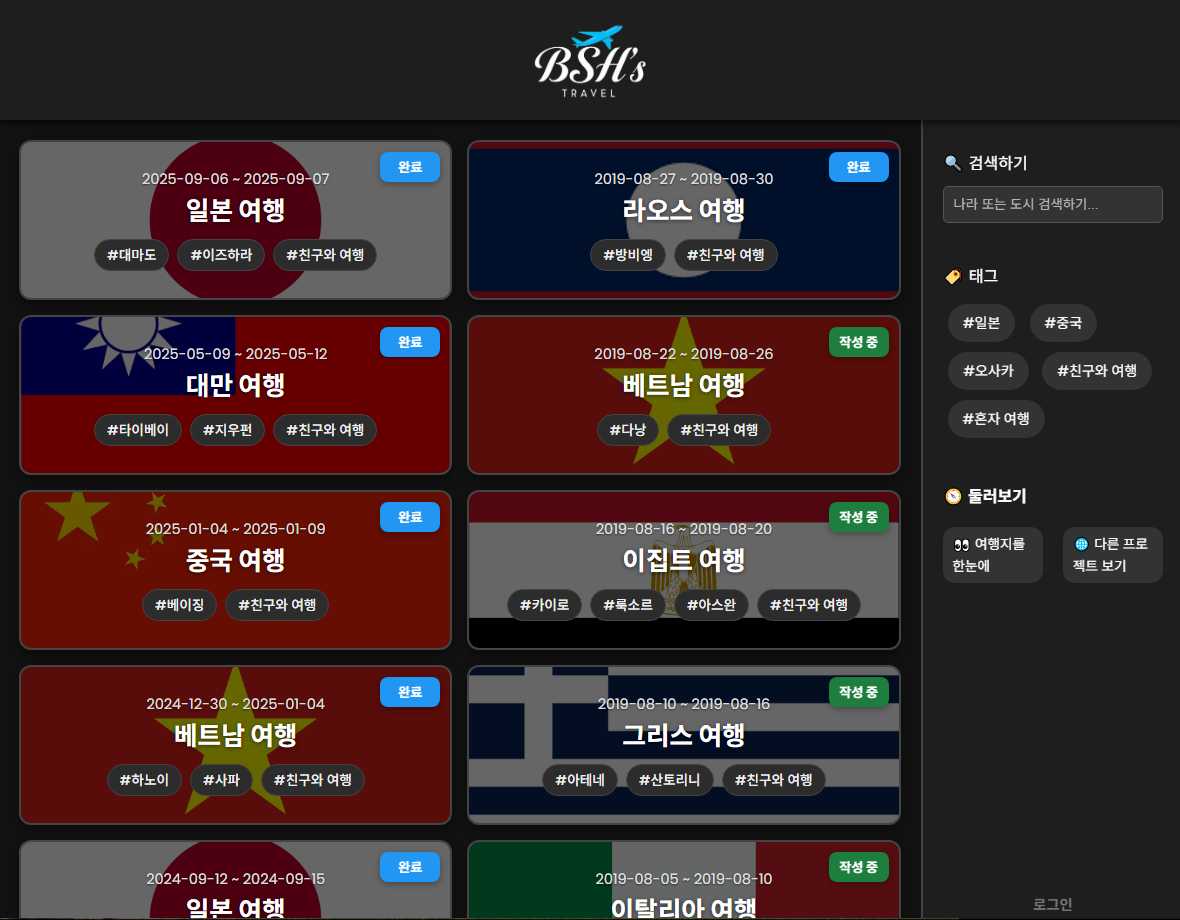 BSH's
TRAVEL
완료
2025-09-06 ~ 2025-09-07
일본 여행
#대마도 #이즈하라 #친구와 여행
완료
2019-08-27 ~ 2019-08-30
라오스 여행
#방비엥 #친구와 여행
완료
2025-05-09 ~ 2025-05-12
대만 여행
#타이베이 #지우펀 #친구와 여행
작성 중
2019-08-22 ~ 2019-08-26
베트남 여행
#다낭 #친구와 여행
완료
2025-01-04 ~ 2025-01-09
중국 여행
#베이징 #친구와 여행
작성 중
2019-08-16 ~ 2019-08-20
이집트 여행
#카이로 #룩소르 #아스완 #친구와 여행
완료
2024-12-30 ~ 2025-01-04
베트남 여행
#하노이 #사파 #친구와 여행
작성 중
2019-08-10 ~ 2019-08-16
그리스 여행
#아테네 #산토리니 #친구와 여행
완료
2024-09-12 ~ 2024-09-15
일본 여행
작성 중
2019-08-05 ~ 2019-08-10
이탈리아 여행
🔍 검색하기
나라 또는 도시 검색하기...
🏷️ 태그
#일본 #중국
#오사카 #친구와 여행
#혼자 여행
🧭 둘러보기
👀 여행지를
한눈에
🌐 다른 프로
젝트 보기
로그인